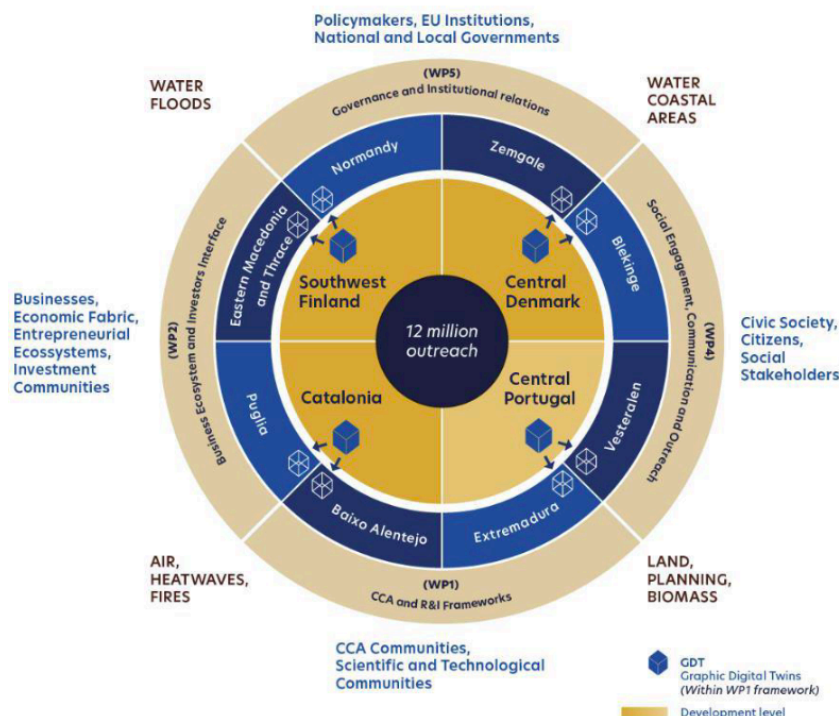 Policymakers, EU Institutions,
National and Local Governments
WATER
FLOODS
WATER
COASTAL
AREAS
(WP5)
Governance and Institutional relations
Normandy
Zemgale
Eastern Macedonia
and Thrace
Blekinge
Southwest
Finland
Central
Denmark
12 million
outreach
Businesses,
Economic Fabric,
Entrepreneurial
Ecosystems,
Investment
Communities
(WP2)
Business Ecosystem and Investors Interface
Social Engagement, Communication and Outreach
(WP4)
Civic Society,
Citizens,
Social
Stakeholders
Catalonia
Central
Portugal
Puglia
Vesteralen
Baixo Alentejo
Extremadura
(WP1)
CCA and R&I Frameworks
AIR,
HEATWAVES,
FIRES
LAND,
PLANNING,
BIOMASS
CCA Communities,
Scientific and Technological
Communities
GDT
Graphic Digital Twins
(Within WP1 framework)
Development level